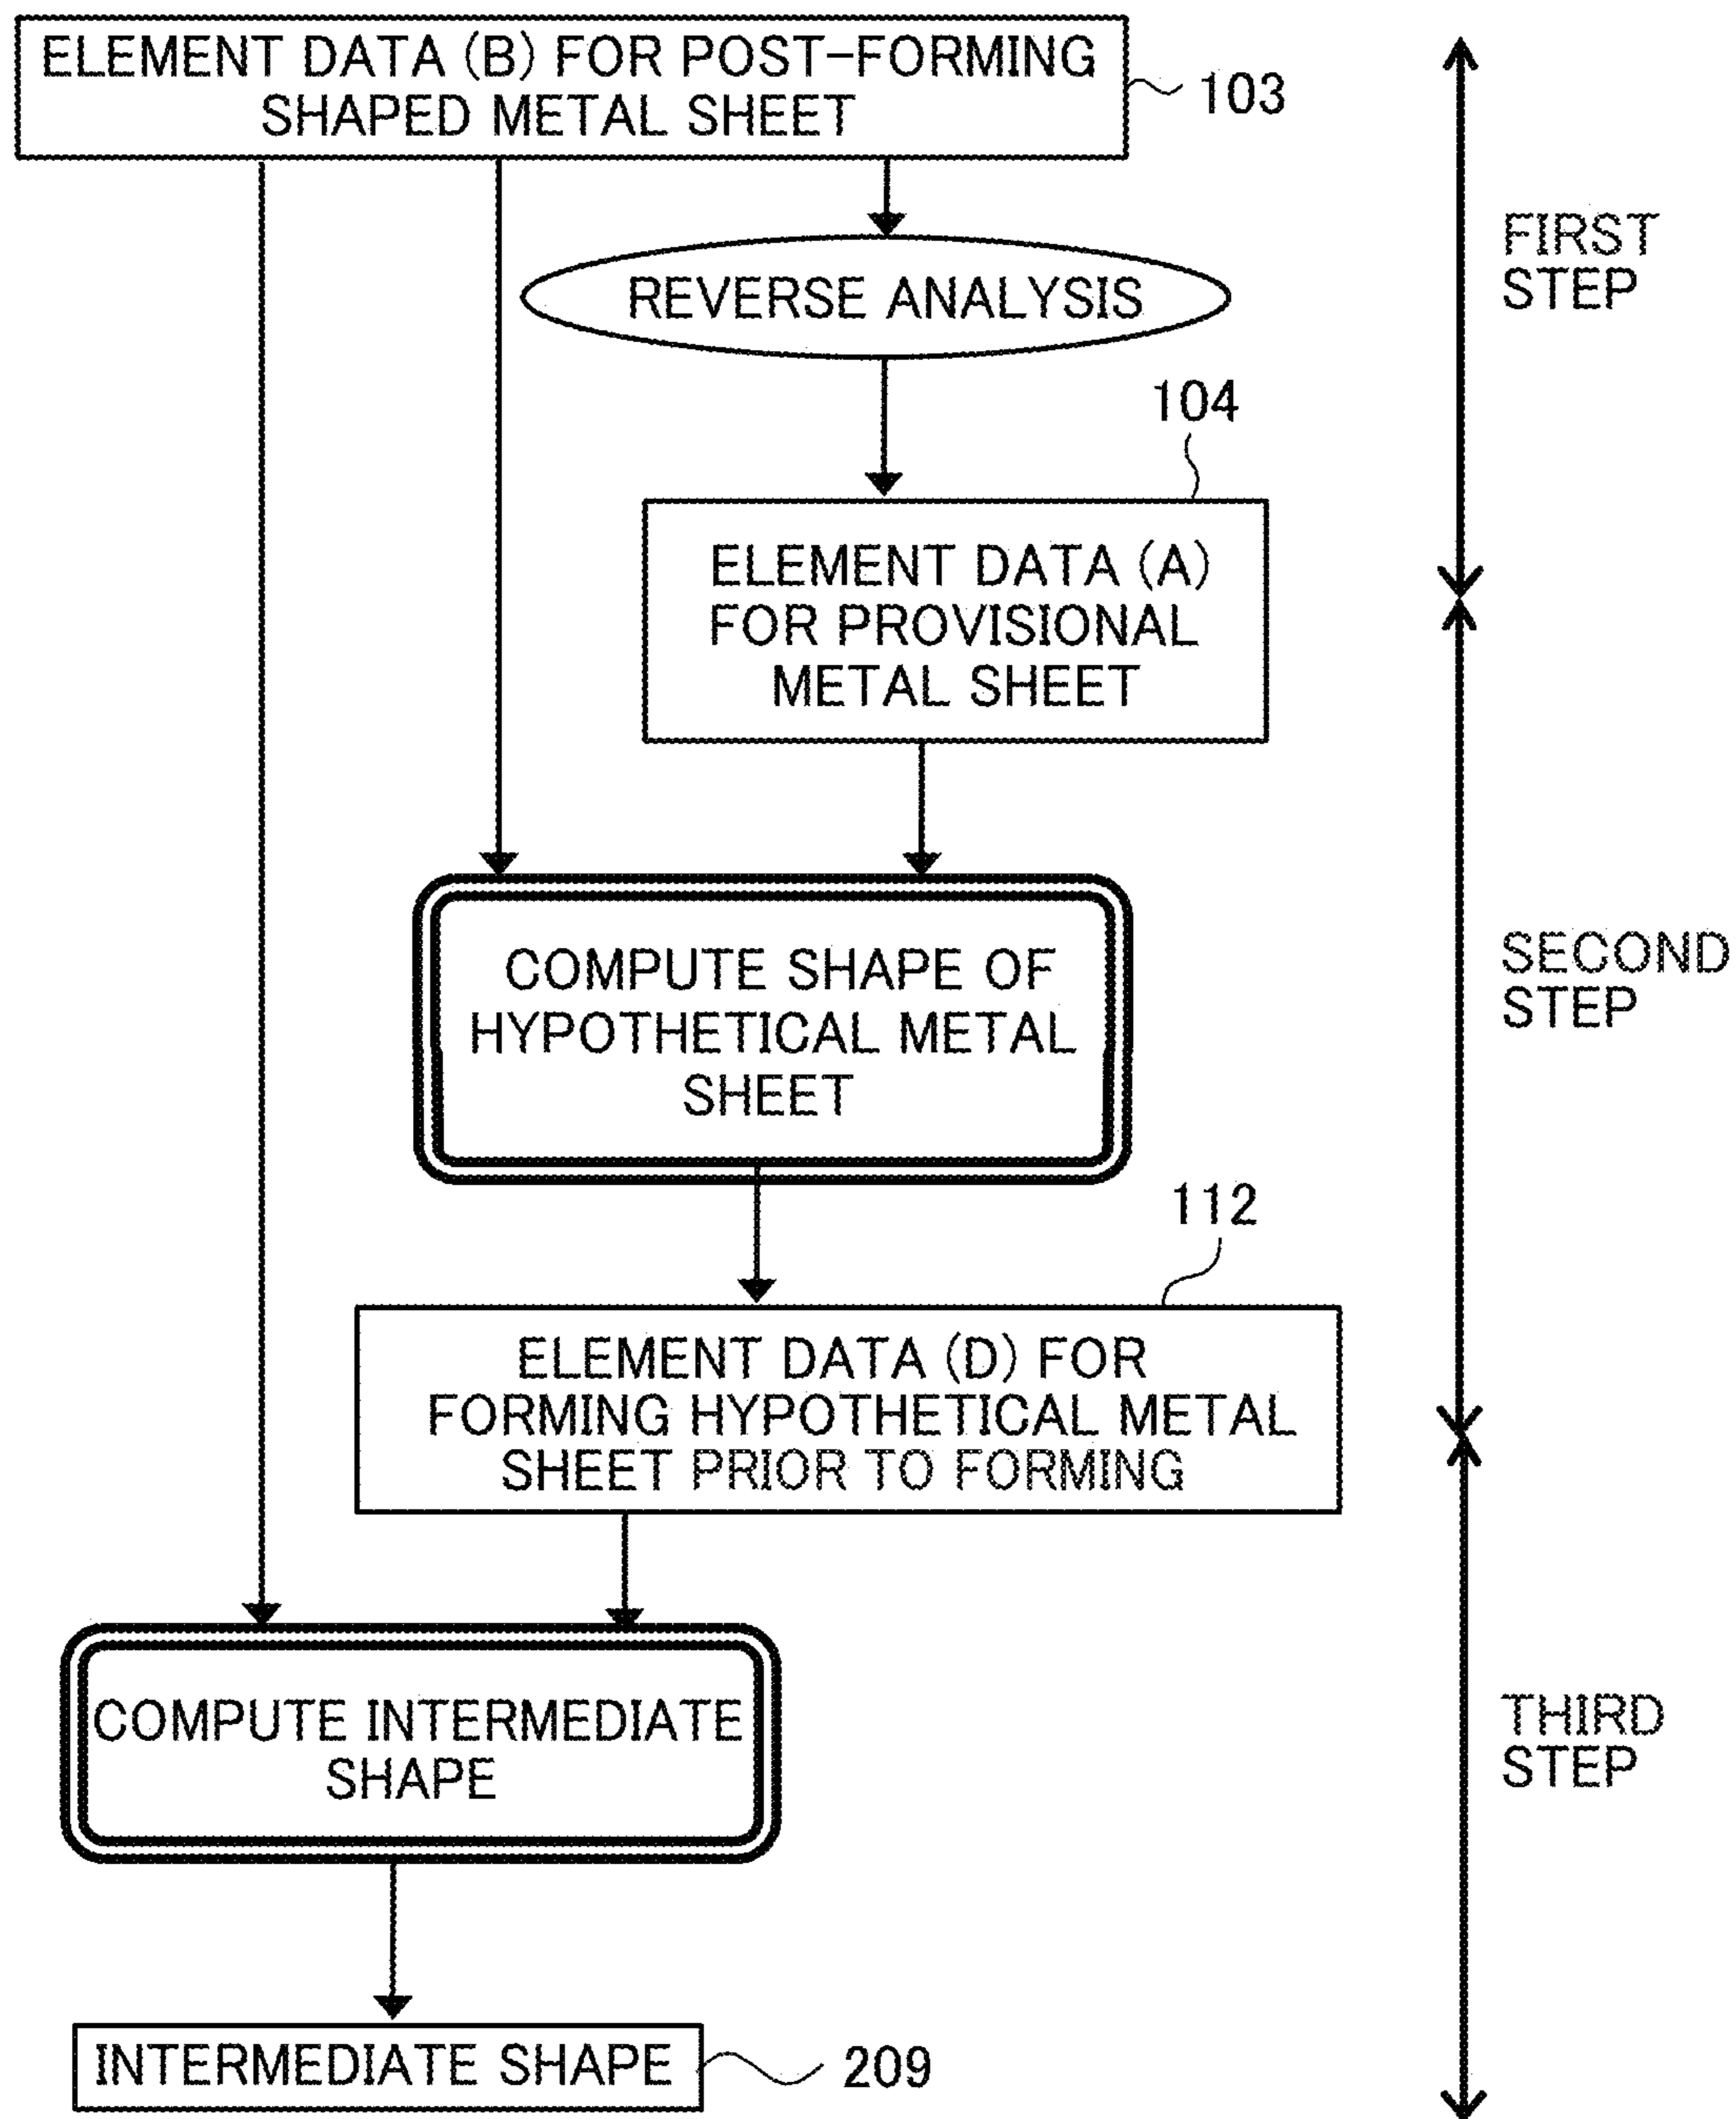 ELEMENT DATA (B) FOR POST-FORMING
SHAPED METAL SHEET
103
REVERSE ANALYSIS
FIRST
STEP
104
ELEMENT DATA (A)
FOR PROVISIONAL
METAL SHEET
COMPUTE SHAPE OF
HYPOTHETICAL METAL
SHEET
SECOND
STEP
112
ELEMENT DATA (D) FOR
FORMING HYPOTHETICAL METAL
SHEET PRIOR TO FORMING
COMPUTE INTERMEDIATE
SHAPE
THIRD
STEP
INTERMEDIATE SHAPE
209